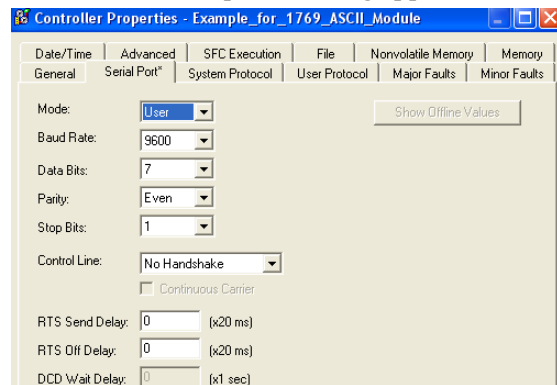 Controller Properties - Example_for_1769_ASCII_Module
Date/Time Advanced SFC Execution File Nonvolatile Memory Memory
General Serial Port* System Protocol User Protocol Major Faults Minor Faults
Mode: User Show Offline Values
Baud Rate: 9600
Data Bits: 7
Parity: Even
Stop Bits: 1
Control Line: No Handshake
Continuous Carrier
RTS Send Delay: 0 (x20 ms)
RTS Off Delay: 0 (x20 ms)
DCD Wait Delay: 0 (x1 sec)